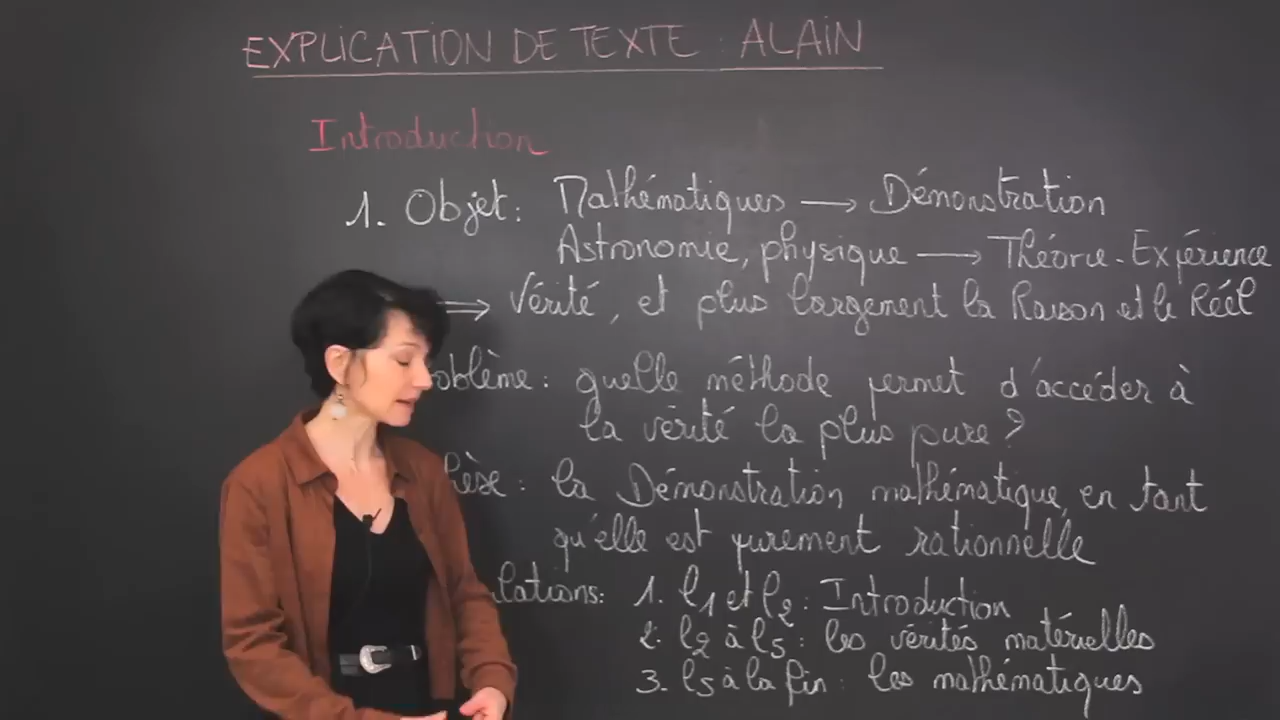 EXPLICATION DE TEXTE : ALAIN
Introduction
1. Objet : Mathématiques → Démonstration
Astronomie, physique → Théorie - Expérience
→ Vérité, et plus largement la Raison et le Réel
oblème : quelle méthode permet d'accéder à
la vérité la plus pure ?
hèse : la Démonstration mathématique, en tant
qu'elle est purement rationnelle
lations : 1. l1 et l2 : Introduction
2. l2 à l5 : les vérités matérielles
3. l5 à la fin : les mathématiques